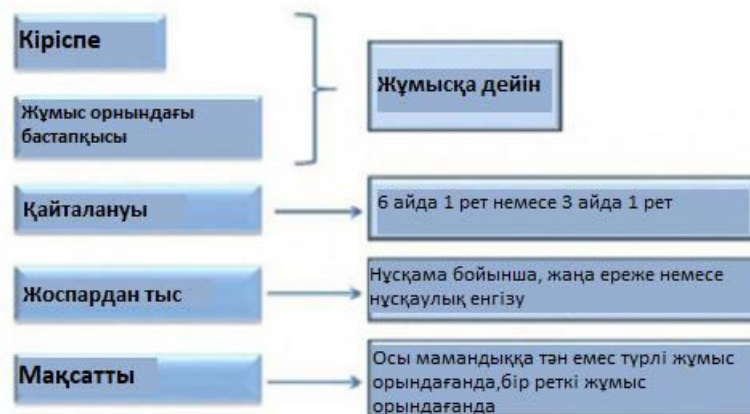 Кіріспе
Жұмысқа дейін
Жұмыс орнындағы
бастапқысы
Қайталануы
6 айда 1 рет немесе 3 айда 1 рет
Жоспардан тыс
Нұсқама бойынша, жаңа ереже немесе
нұсқаулық енгізу
Мақсатты
Осы мамандыққа тән емес түрлі жұмыс
орындағанда,бір реткі жұмыс
орындағанда